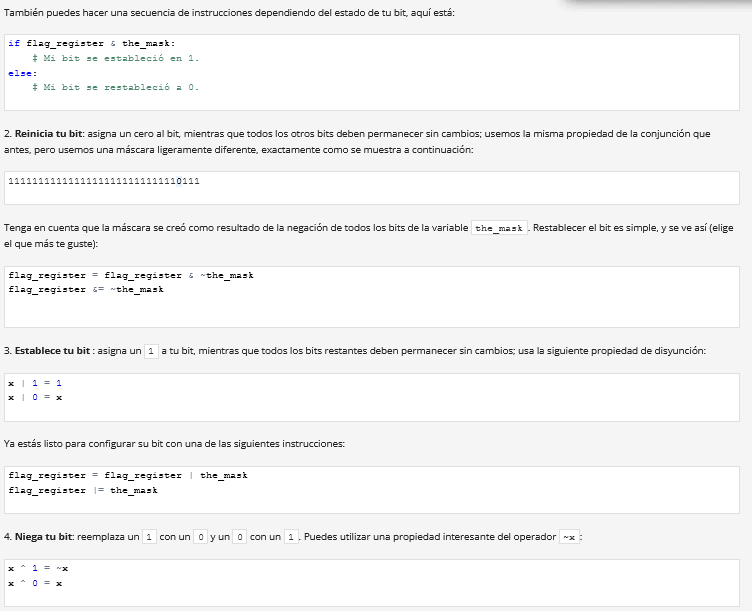 También puedes hacer una secuencia de instrucciones dependiendo del estado de tu bit, aquí está:
if flag_register & the_mask:
    # Mi bit se estableció en 1.
else:
    # Mi bit se restableció a 0.
2. Reinicia tu bit: asigna un cero al bit, mientras que todos los otros bits deben permanecer sin cambios; usemos la misma propiedad de la conjunción que
antes, pero usemos una máscara ligeramente diferente, exactamente como se muestra a continuación:
11111111111111111111111111110111
Tenga en cuenta que la máscara se creó como resultado de la negación de todos los bits de la variable the_mask. Restablecer el bit es simple, y se ve así (elige
el que más te guste):
flag_register = flag_register & ~the_mask
flag_register &= ~the_mask
3. Establece tu bit : asigna un 1 a tu bit, mientras que todos los bits restantes deben permanecer sin cambios; usa la siguiente propiedad de disyunción:
x | 1 = 1
x | 0 = x
Ya estás listo para configurar su bit con una de las siguientes instrucciones:
flag_register = flag_register | the_mask
flag_register |= the_mask
4. Niega tu bit: reemplaza un 1 con un 0 y un 0 con un 1. Puedes utilizar una propiedad interesante del operador ~x:
x ^ 1 = ~x
x ^ 0 = x